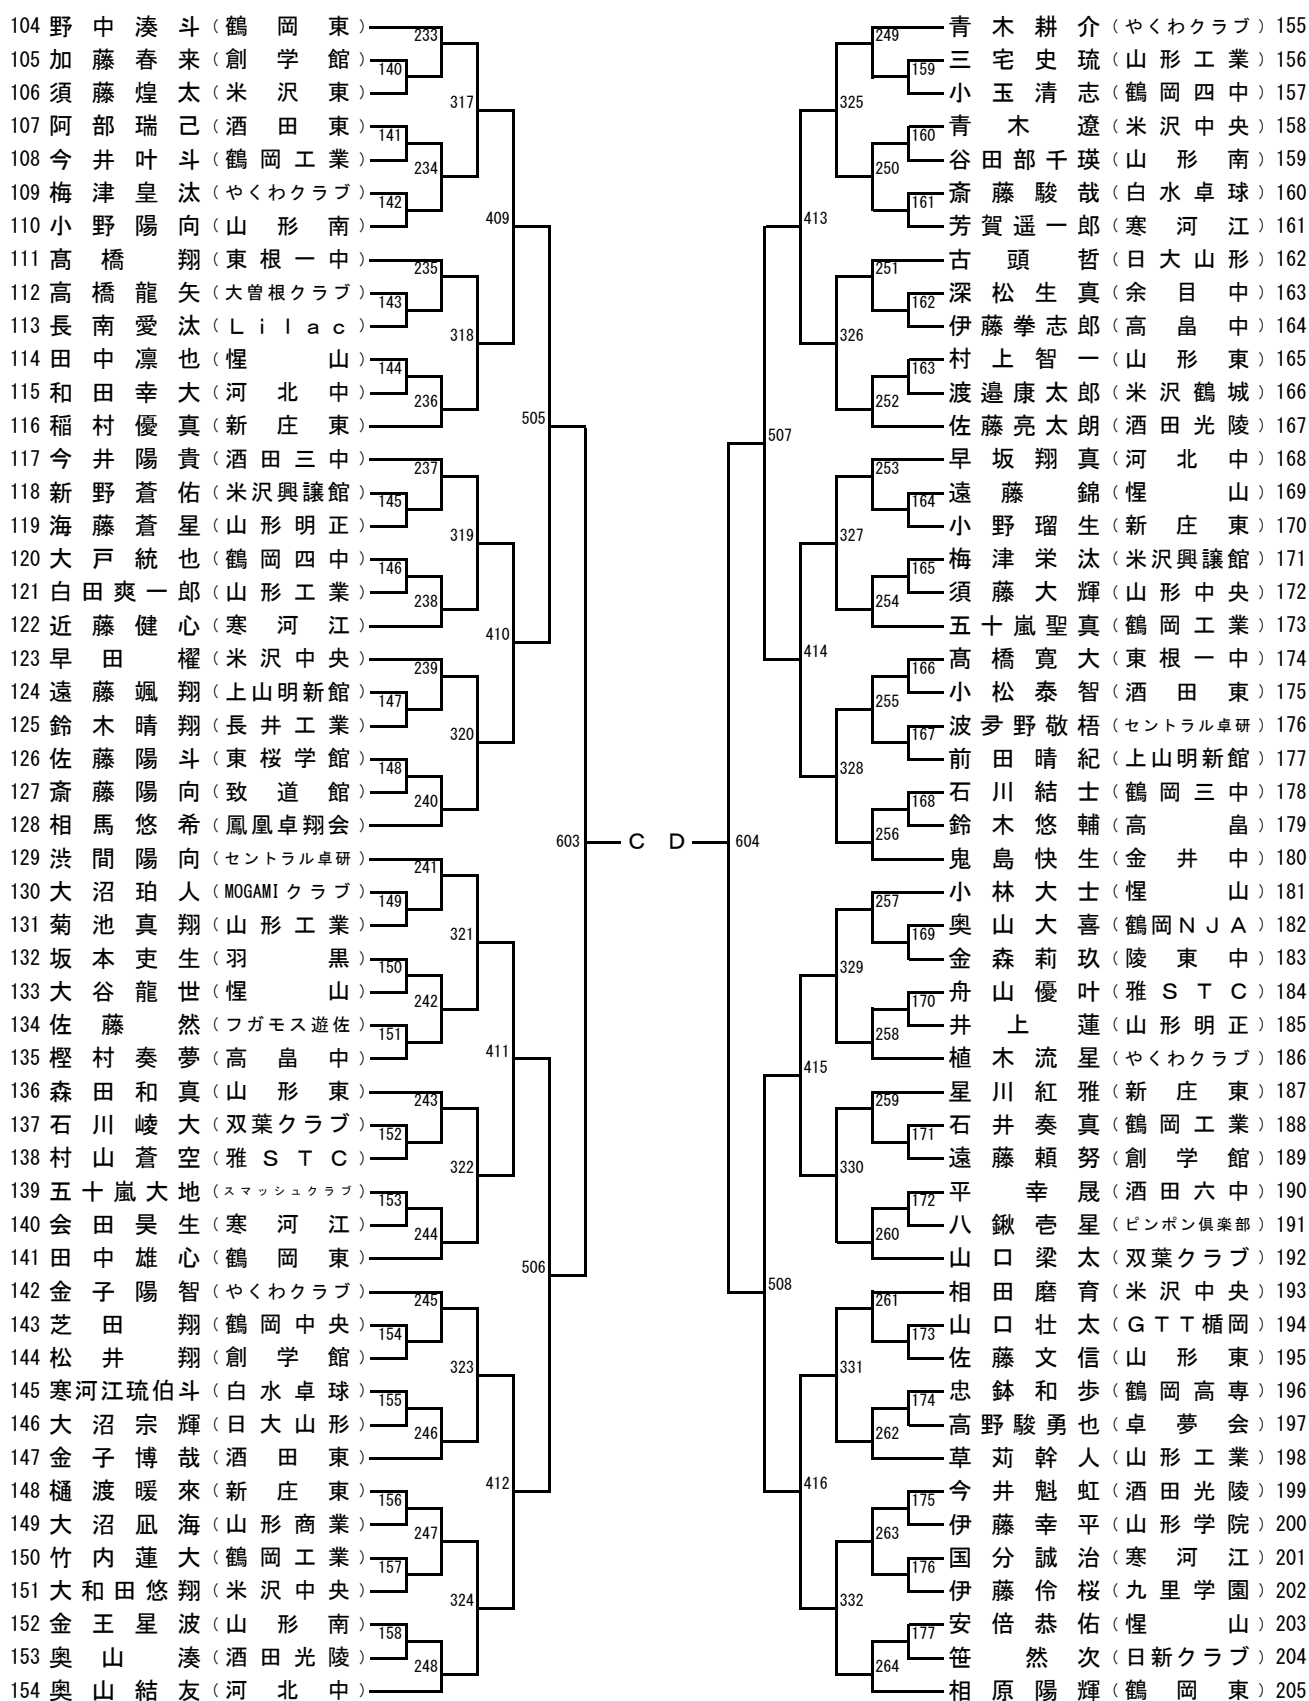 104 野中湊斗（鶴岡東）
233
105 加藤春来（創学館）
140
106 須藤煌太（米沢東）
317
107 阿部瑞己（酒田東）
141
108 今井叶斗（鶴岡工業）
234
109 梅津皇汰（やくわクラブ）
142
110 小野陽向（山形南）
409
111 髙橋翔（東根一中）
235
112 高橋龍矢（大曽根クラブ）
143
113 長南愛汰（Lilac）
318
114 田中凛也（惺山）
144
115 和田幸大（河北中）
236
116 稲村優真（新庄東）
505
117 今井陽貴（酒田三中）
237
118 新野蒼佑（米沢興譲館）
145
119 海藤蒼星（山形明正）
319
120 大戸統也（鶴岡四中）
146
121 白田爽一郎（山形工業）
238
122 近藤健心（寒河江）
410
123 早田櫂（米沢中央）
239
124 遠藤颯翔（上山明新館）
147
125 鈴木晴翔（長井工業）
320
126 佐藤陽斗（東桜学館）
148
127 斎藤陽向（致道館）
240
128 相馬悠希（鳳凰卓翔会）
603 C
129 渋間陽向（セントラル卓研）
241
130 大沼珀人（MOGAMIクラブ）
149
131 菊池真翔（山形工業）
321
132 坂本吏生（羽黒）
150
133 大谷龍世（惺山）
242
134 佐藤然（フガモス遊佐）
151
135 樫村奏夢（高畠中）
411
136 森田和真（山形東）
243
137 石川崚大（双葉クラブ）
152
138 村山蒼空（雅STC）
322
139 五十嵐大地（スマッシュクラブ）
153
140 会田昊生（寒河江）
244
141 田中雄心（鶴岡東）
506
142 金子陽智（やくわクラブ）
245
143 芝田翔（鶴岡中央）
154
144 松井翔（創学館）
323
145 寒河江琉伯斗（白水卓球）
155
146 大沼宗輝（日大山形）
246
147 金子博哉（酒田東）
412
148 樋渡暖來（新庄東）
156
149 大沼凪海（山形商業）
247
150 竹内蓮大（鶴岡工業）
157
151 大和田悠翔（米沢中央）
324
152 金王星波（山形南）
158
153 奥山湊（酒田光陵）
248
154 奥山結友（河北中）
青木耕介（やくわクラブ）155
249
三宅史琉（山形工業）156
159
小玉清志（鶴岡四中）157
325
青木遼（米沢中央）158
160
谷田部千瑛（山形南）159
250
斎藤駿哉（白水卓球）160
161
芳賀遥一郎（寒河江）161
413
古頭哲（日大山形）162
251
深松生真（余目中）163
162
伊藤拳志郎（高畠中）164
326
村上智一（山形東）165
163
渡邉康太郎（米沢鶴城）166
252
佐藤亮太朗（酒田光陵）167
507
早坂翔真（河北中）168
253
遠藤錦（惺山）169
164
小野瑠生（新庄東）170
327
梅津栄汰（米沢興譲館）171
165
須藤大輝（山形中央）172
254
五十嵐聖真（鶴岡工業）173
414
髙橋寛大（東根一中）174
166
小松泰智（酒田東）175
255
波多野敬梧（セントラル卓研）176
167
前田晴紀（上山明新館）177
328
石川結士（鶴岡三中）178
168
鈴木悠輔（高畠）179
256
D 604
鬼島快生（金井中）180
小林大士（惺山）181
257
奥山大喜（鶴岡NJA）182
169
金森莉玖（陵東中）183
329
舟山優叶（雅STC）184
170
井上蓮（山形明正）185
258
植木流星（やくわクラブ）186
415
星川紅雅（新庄東）187
259
石井奏真（鶴岡工業）188
171
遠藤頼努（創学館）189
330
平幸晟（酒田六中）190
172
八鍬壱星（ピンポン倶楽部）191
260
山口梁太（双葉クラブ）192
508
相田磨育（米沢中央）193
261
山口壮太（GTT楯岡）194
173
佐藤文信（山形東）195
331
忠鉢和歩（鶴岡高専）196
174
高野駿勇也（卓夢会）197
262
草苅幹人（山形工業）198
416
今井魁虹（酒田光陵）199
175
伊藤幸平（山形学院）200
263
国分誠治（寒河江）201
176
伊藤伶桜（九里学園）202
332
安倍恭佑（惺山）203
177
笹然次（日新クラブ）204
264
相原陽輝（鶴岡東）205